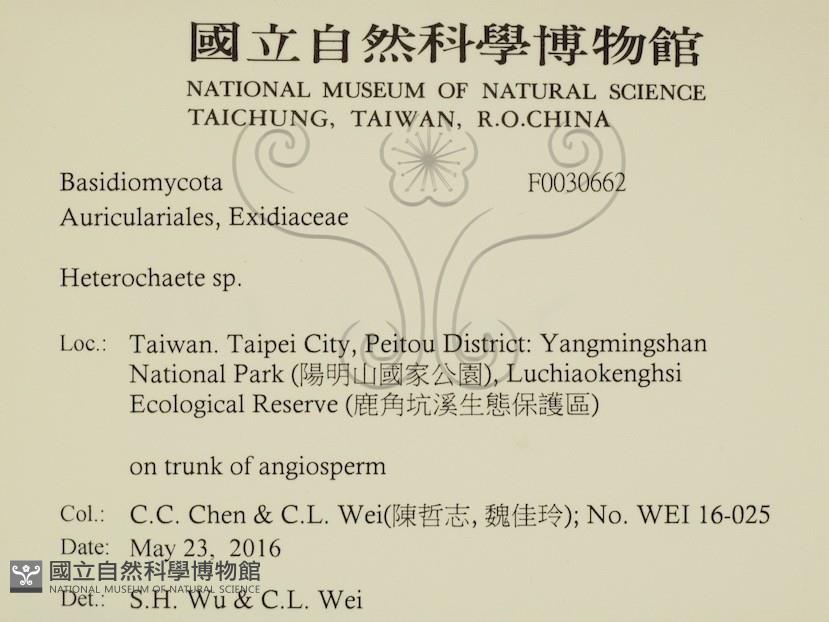 國立自然科學博物館
NATIONAL MUSEUM OF NATURAL SCIENCE
TAICHUNG, TAIWAN, R.O.CHINA
Basidiomycota F0030662
Auriculariales, Exidiaceae
Heterochaete sp.
Loc.: Taiwan. Taipei City, Peitou District: Yangmingshan
National Park (陽明山國家公園), Luchiaokenghsi
Ecological Reserve (鹿角坑溪生態保護區)
on trunk of angiosperm
Col.: C.C. Chen & C.L. Wei(陳哲志, 魏佳玲); No. WEI 16-025
Date: May 23, 2016
國立自然科學博物館
NATIONAL MUSEUM OF NATURAL SCIENCE
Det.: S.H. Wu & C.L. Wei